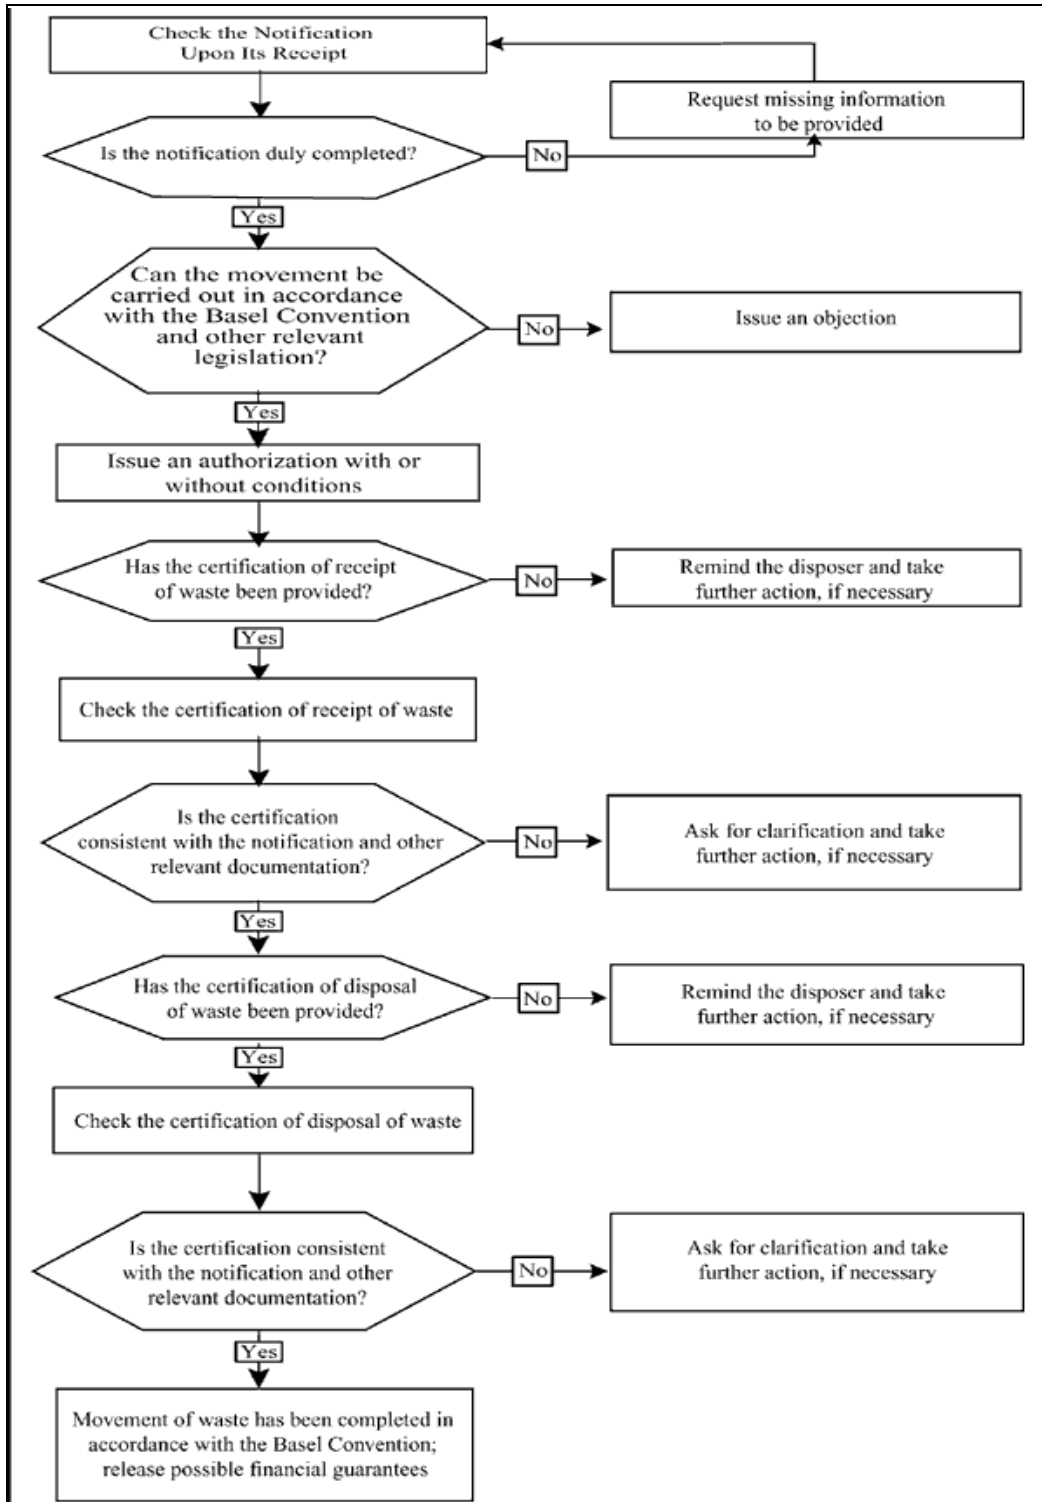 Check the Notification
Upon Its Receipt
Request missing information
to be provided
Is the notification duly completed?
No
Yes
Can the movement be
carried out in accordance
with the Basel Convention
and other relevant
legislation?
No
Issue an objection
Yes
Issue an authorization with or
without conditions
Has the certification of receipt
of waste been provided?
No
Remind the disposer and take
further action, if necessary
Yes
Check the certification of receipt of waste
Is the certification
consistent with the notification and other
relevant documentation?
No
Ask for clarification and take
further action, if necessary
Yes
Has the certification of disposal
of waste been provided?
No
Remind the disposer and take
further action, if necessary
Yes
Check the certification of disposal of waste
Is the certification consistent
with the notification and other
relevant documentation?
No
Ask for clarification and take
further action, if necessary
Yes
Movement of waste has been completed in
accordance with the Basel Convention;
release possible financial guarantees